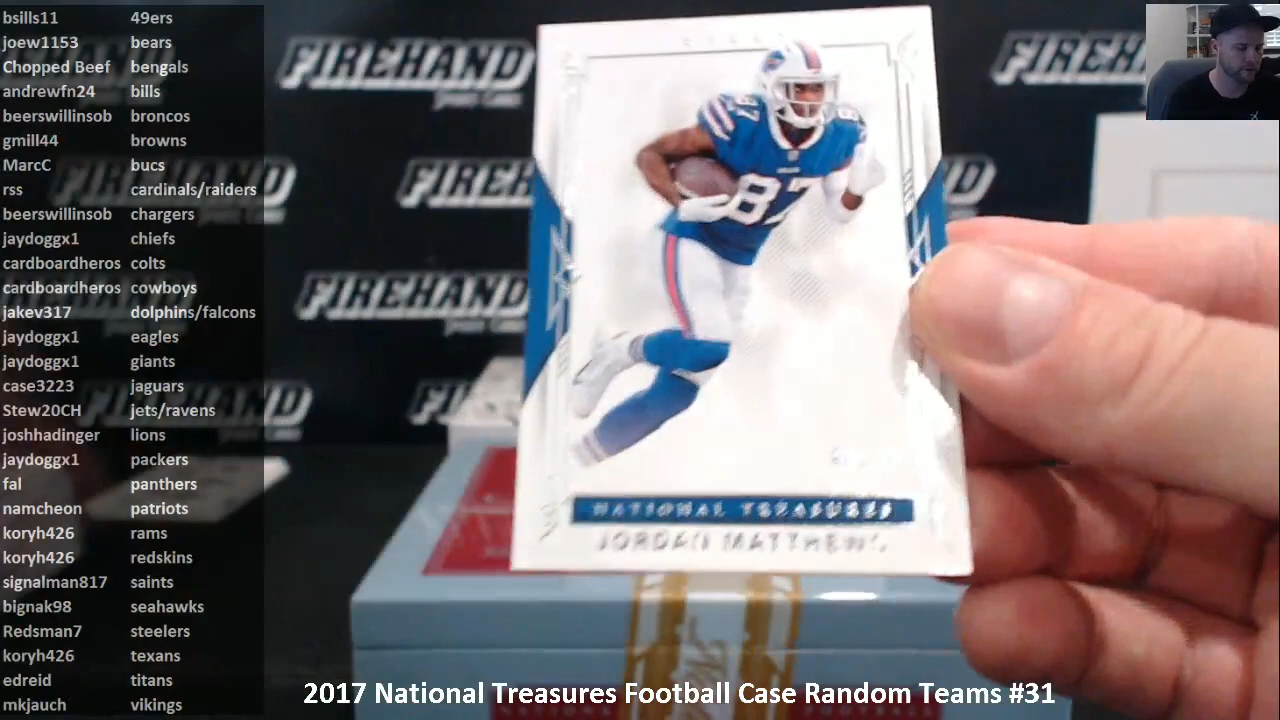 bsills11 49ers
joew1153 bears
Chopped Beef bengals
andrewfn24 bills
beerswillinsob broncos
gmill44 browns
MarcC bucs
rss cardinals/raiders
beerswillinsob chargers
jaydoggx1 chiefs
cardboardheros colts
cardboardheros cowboys
jakev317 dolphins/falcons
jaydoggx1 eagles
jaydoggx1 giants
case3223 jaguars
Stew20CH jets/ravens
joshhadinger lions
jaydoggx1 packers
fal panthers
namcheon patriots
koryh426 rams
koryh426 redskins
signalman817 saints
bignak98 seahawks
Redsman7 steelers
koryh426 texans
edreid titans
mkjauch vikings
FIREHAND
FIREHAND
FIREH
FIREHAND
87
NATIONAL TREASURES
JORDAN MATTHEWS
2017 National Treasures Football Case Random Teams #31